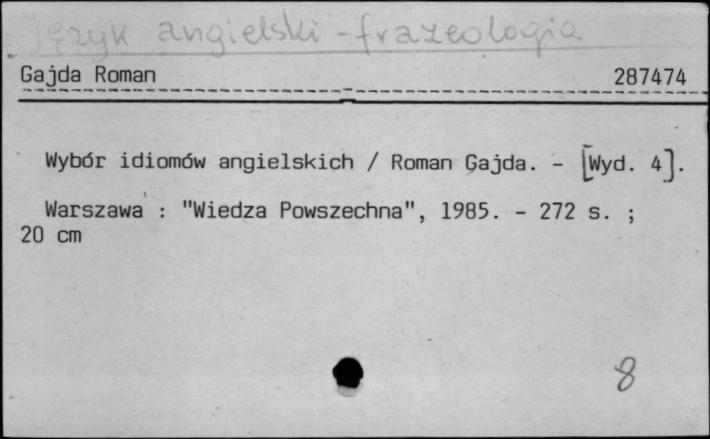 Język angielski - frazeologia
Gajda Roman 287474
Wybór idiomów angielskich / Roman Gajda. - [Wyd. 4].
Warszawa : "Wiedza Powszechna", 1985. - 272 s. ;
20 cm
8